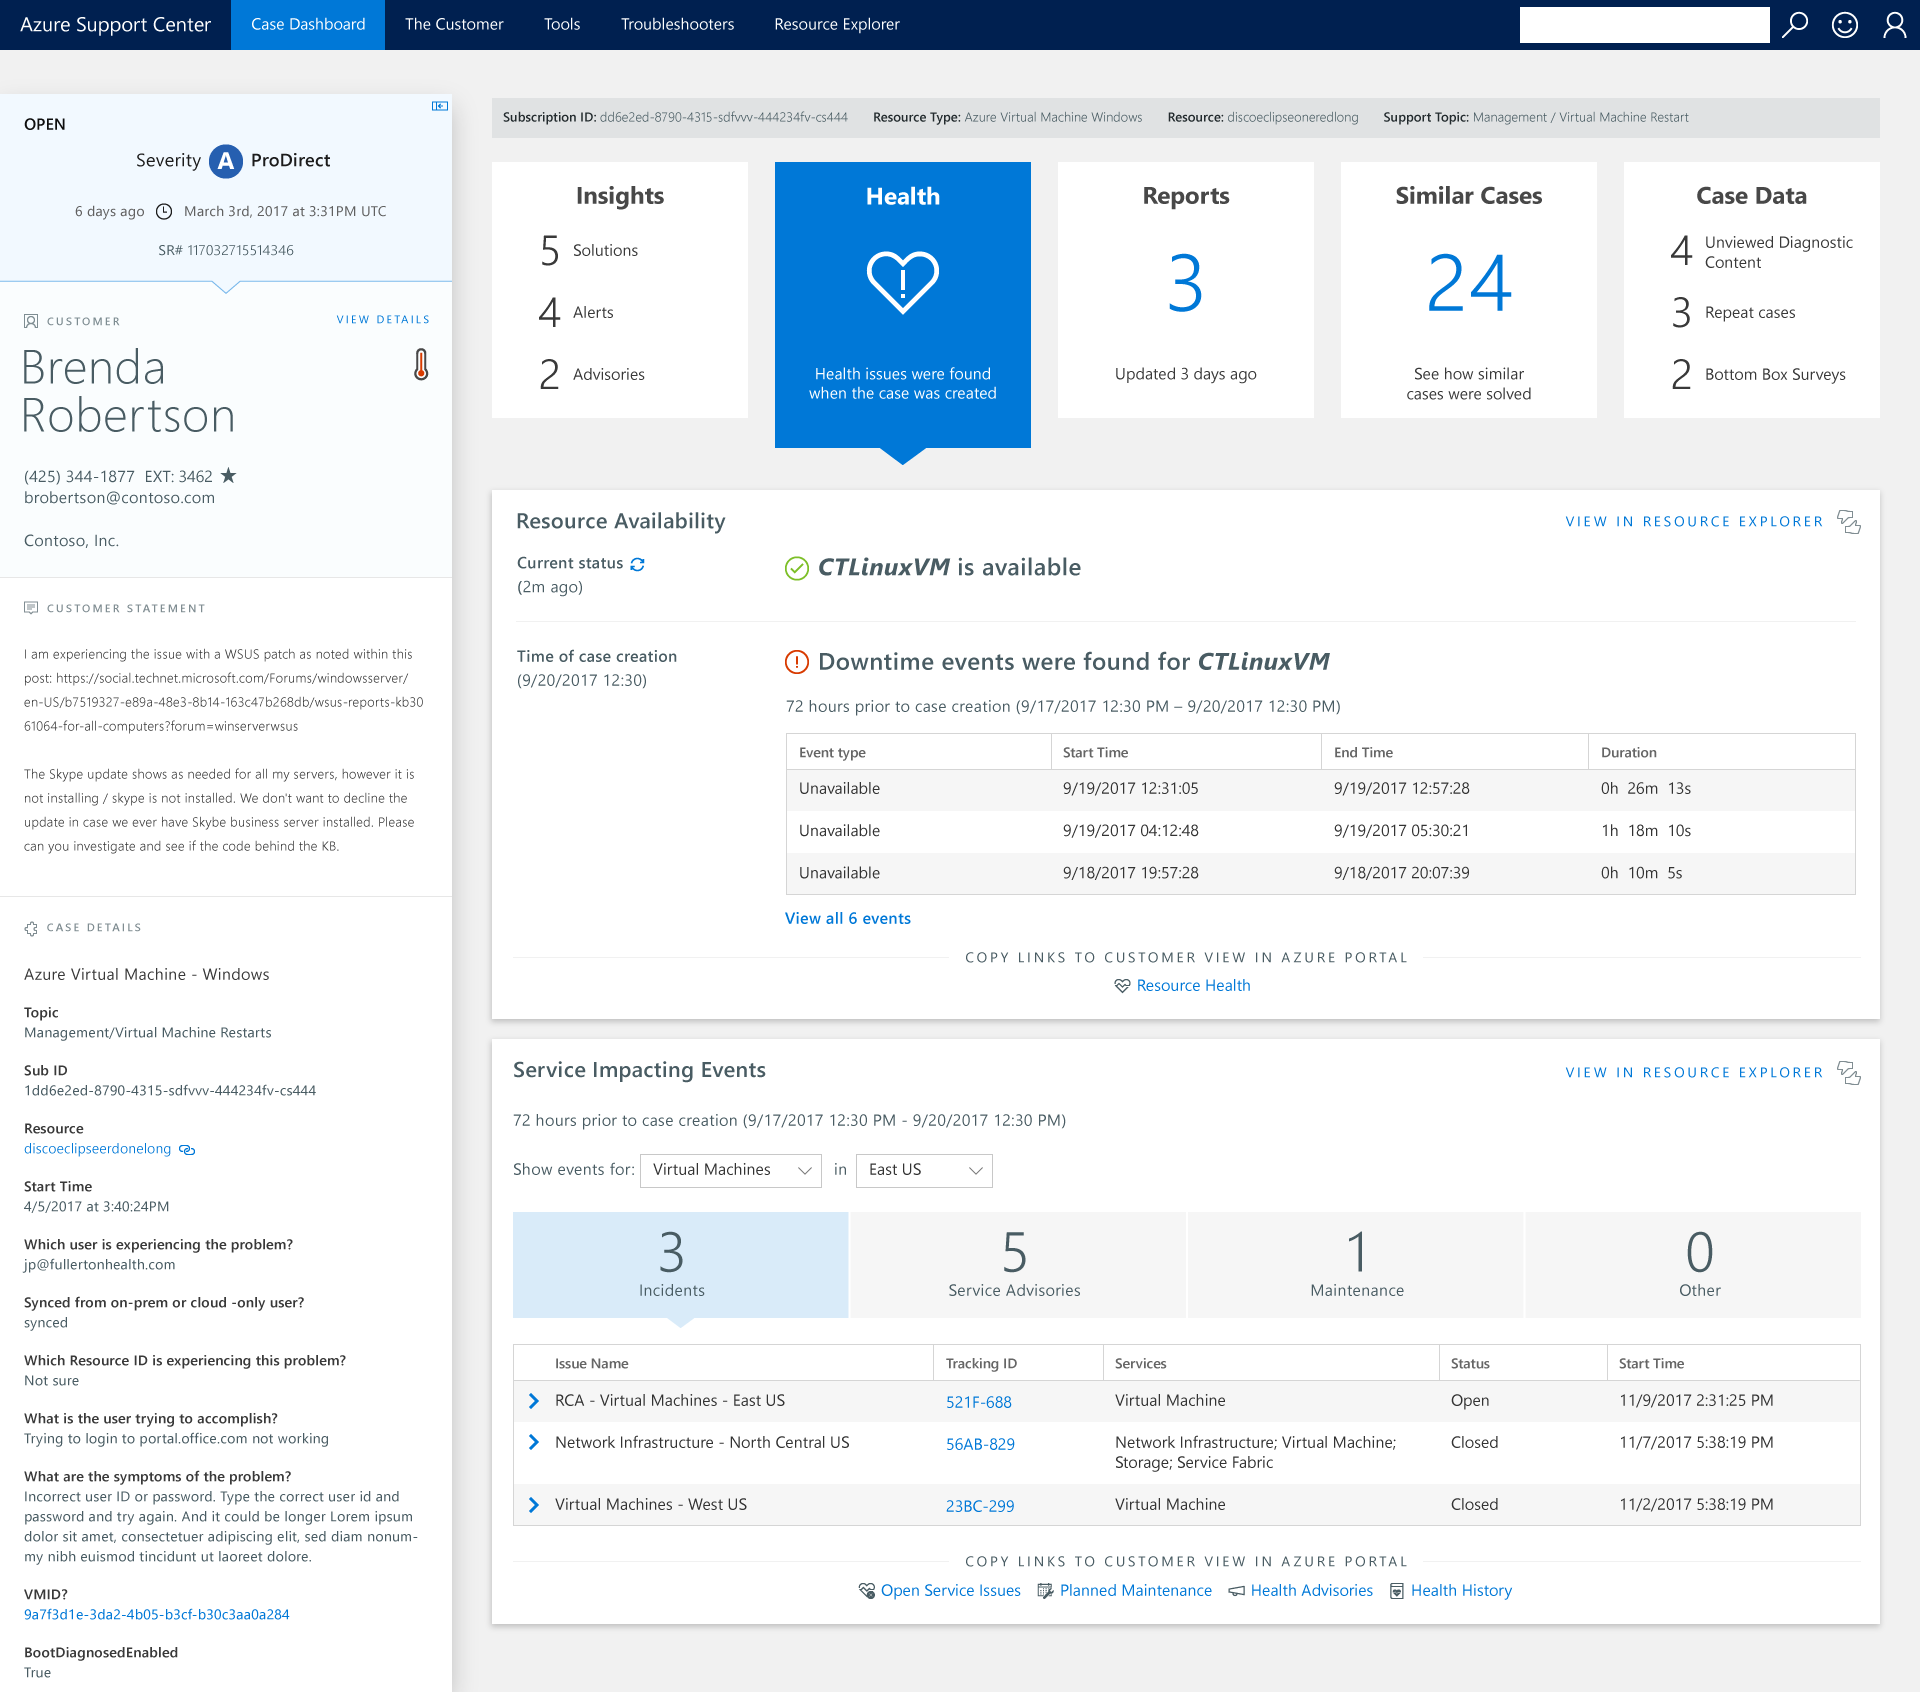 Azure Support Center
Case Dashboard
The Customer
Tools
Troubleshooters
Resource Explorer
OPEN
Severity A ProDirect
6 days ago March 3rd, 2017 at 3:31PM UTC
SR# 117032715514346
CUSTOMER
VIEW DETAILS
Brenda
Robertson
(425) 344-1877 EXT: 3462
brobertson@contoso.com
Contoso, Inc.
CUSTOMER STATEMENT
I am experiencing the issue with a WSUS patch as noted within this
post: https://social.technet.microsoft.com/Forums/windowsserver/
en-US/b7519327-e89a-48e3-8b14-163c47b268db/wsus-reports-kb30
61064-for-all-computers?forum=winserverwsus
The Skype update shows as needed for all my servers, however it is
not installing / skype is not installed. We don't want to decline the
update in case we ever have Skybe business server installed. Please
can you investigate and see if the code behind the KB.
CASE DETAILS
Azure Virtual Machine - Windows
Topic
Management/Virtual Machine Restarts
Sub ID
1dd6e2ed-8790-4315-sdfvvv-444234fv-cs444
Resource
discoeclipseerdonelong
Start Time
4/5/2017 at 3:40:24PM
Which user is experiencing the problem?
jp@fullertonhealth.com
Synced from on-prem or cloud -only user?
synced
Which Resource ID is experiencing this problem?
Not sure
What is the user trying to accomplish?
Trying to login to portal.office.com not working
What are the symptoms of the problem?
Incorrect user ID or password. Type the correct user id and
password and try again. And it could be longer Lorem ipsum
dolor sit amet, consectetuer adipiscing elit, sed diam nonum-
my nibh euismod tincidunt ut laoreet dolore.
VMID?
9a7f3d1e-3da2-4b05-b3cf-b30c3aa0a284
BootDiagnosedEnabled
True
Subscription ID: dd6e2ed-8790-4315-sdfvvv-444234fv-cs444 Resource Type: Azure Virtual Machine Windows Resource: discoeclipseoneredlong Support Topic: Management / Virtual Machine Restart
Insights
5 Solutions
4 Alerts
2 Advisories
Health
Health issues were found
when the case was created
Reports
3
Updated 3 days ago
Similar Cases
24
See how similar
cases were solved
Case Data
4 Unviewed Diagnostic
Content
3 Repeat cases
2 Bottom Box Surveys
Resource Availability
VIEW IN RESOURCE EXPLORER
Current status
(2m ago)
CTLinuxVM is available
Time of case creation
(9/20/2017 12:30)
Downtime events were found for CTLinuxVM
72 hours prior to case creation (9/17/2017 12:30 PM – 9/20/2017 12:30 PM)
Event type Start Time End Time Duration
Unavailable 9/19/2017 12:31:05 9/19/2017 12:57:28 0h 26m 13s
Unavailable 9/19/2017 04:12:48 9/19/2017 05:30:21 1h 18m 10s
Unavailable 9/18/2017 19:57:28 9/18/2017 20:07:39 0h 10m 5s
View all 6 events
COPY LINKS TO CUSTOMER VIEW IN AZURE PORTAL
Resource Health
Service Impacting Events
VIEW IN RESOURCE EXPLORER
72 hours prior to case creation (9/17/2017 12:30 PM - 9/20/2017 12:30 PM)
Show events for: Virtual Machines in East US
3
Incidents
5
Service Advisories
1
Maintenance
0
Other
Issue Name Tracking ID Services Status Start Time
RCA - Virtual Machines - East US 521F-688 Virtual Machine Open 11/9/2017 2:31:25 PM
Network Infrastructure - North Central US 56AB-829 Network Infrastructure; Virtual Machine; Closed 11/7/2017 5:38:19 PM
Storage; Service Fabric
Virtual Machines - West US 23BC-299 Virtual Machine Closed 11/2/2017 5:38:19 PM
COPY LINKS TO CUSTOMER VIEW IN AZURE PORTAL
Open Service Issues Planned Maintenance Health Advisories Health History